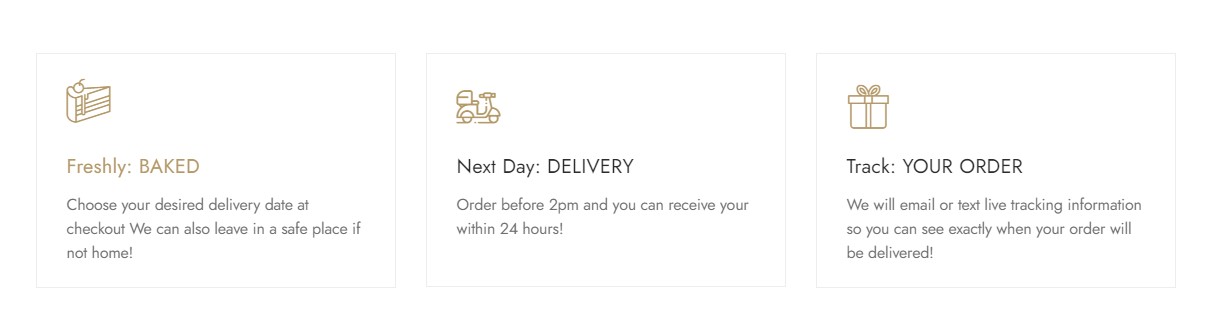 Freshly: BAKED
Choose your desired delivery date at
checkout We can also leave in a safe place if
not home!
Next Day: DELIVERY
Order before 2pm and you can receive your
within 24 hours!
Track: YOUR ORDER
We will email or text live tracking information
so you can see exactly when your order will
be delivered!